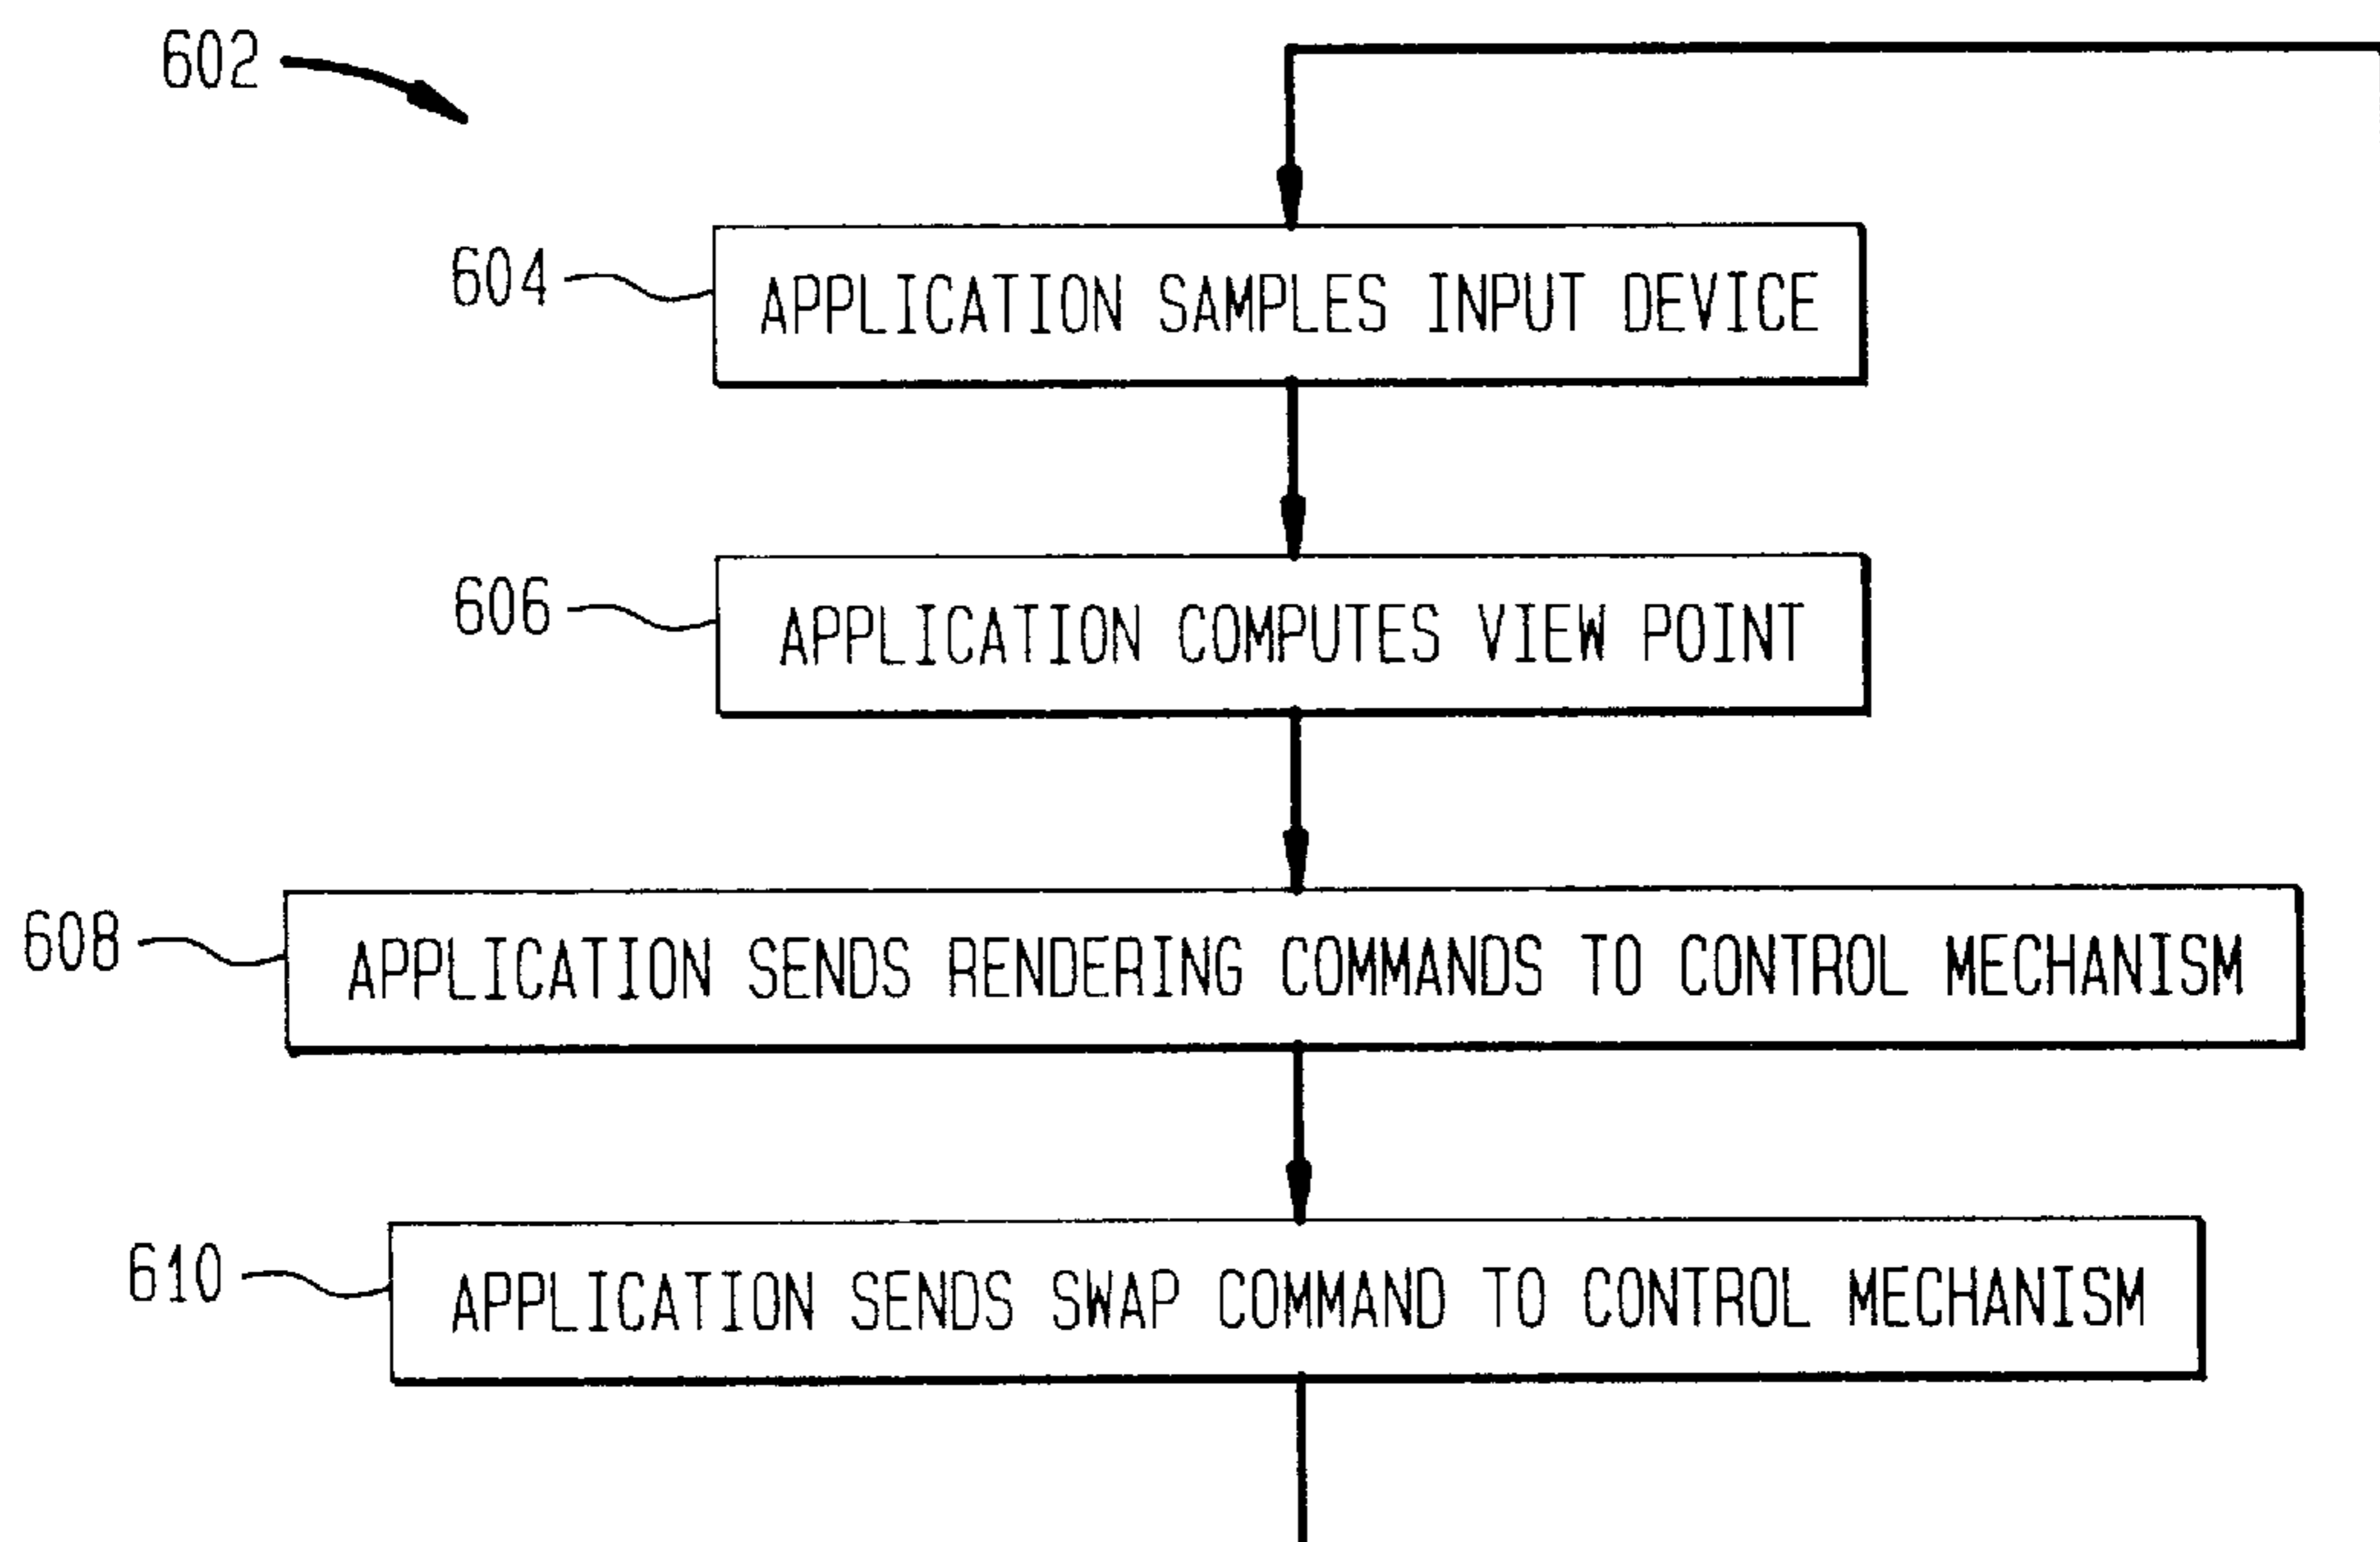 602
604
APPLICATION SAMPLES INPUT DEVICE
606
APPLICATION COMPUTES VIEW POINT
608
APPLICATION SENDS RENDERING COMMANDS TO CONTROL MECHANISM
610
APPLICATION SENDS SWAP COMMAND TO CONTROL MECHANISM